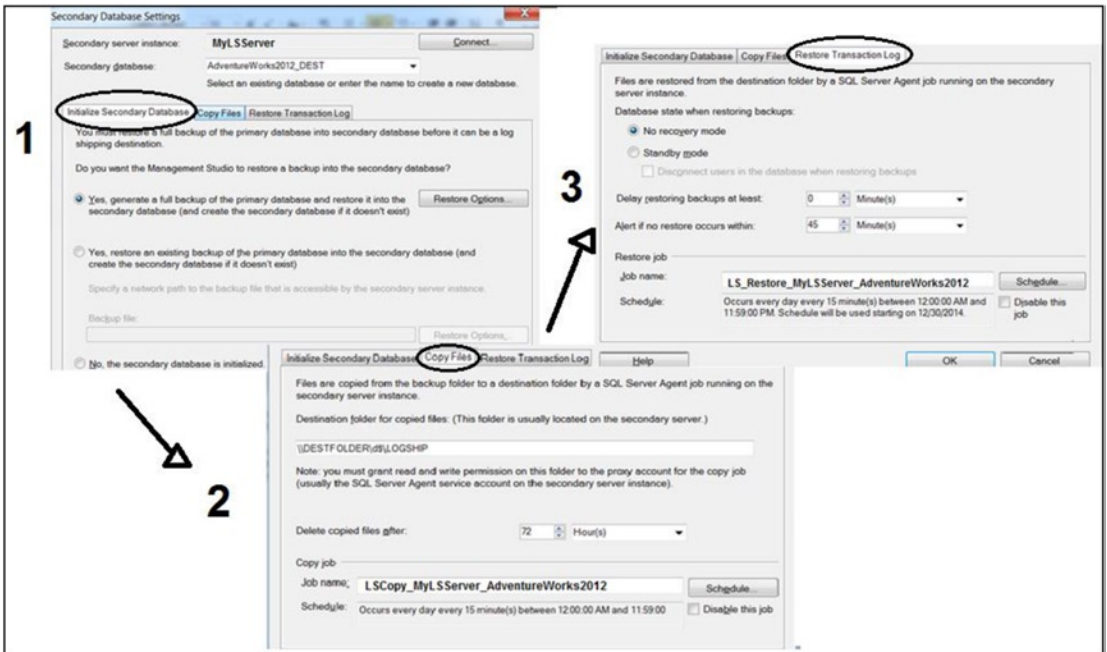 1
Secondary Database Settings
Secondary server instance: MyLSServer Connect...
Secondary database: AdventureWorks2012_DEST
Select an existing database or enter the name to create a new database.
Initialize Secondary Database Copy Files Restore Transaction Log
You must restore a full backup of the primary database into secondary database before it can be a log
shipping destination.
Do you want the Management Studio to restore a backup into the secondary database?
Yes, generate a full backup of the primary database and restore it into the Restore Options...
secondary database (and create the secondary database if it doesn't exist)
Yes, restore an existing backup of the primary database into the secondary database (and
create the secondary database if it doesn't exist)
Specify a network path to the backup file that is accessible by the secondary server instance.
Backup file:
Restore Options...
No, the secondary database is initialized.
2
Initialize Secondary Database Copy Files Restore Transaction Log
Files are copied from the backup folder to a destination folder by a SQL Server Agent job running on the
secondary server instance.
Destination folder for copied files: (This folder is usually located on the secondary server.)
\\DESTFOLDER\d$\LOGSHIP
Note: you must grant read and write permission on this folder to the proxy account for the copy job
(usually the SQL Server Agent service account on the secondary server instance).
Delete copied files after: 72 Hour(s)
Copy job
Job name: LSCopy_MyLSServer_AdventureWorks2012 Schedule...
Schedule: Occurs every day every 15 minute(s) between 12:00:00 AM and 11:59:00 Disable this job
3
Initialize Secondary Database Copy Files Restore Transaction Log
Files are restored from the destination folder by a SQL Server Agent job running on the secondary
server instance.
Database state when restoring backups:
No recovery mode
Standby mode
Disconnect users in the database when restoring backups
Delay restoring backups at least: 0 Minute(s)
Alert if no restore occurs within: 45 Minute(s)
Restore job
Job name: LS_Restore_MyLSServer_AdventureWorks2012 Schedule...
Schedule: Occurs every day every 15 minute(s) between 12:00:00 AM and Disable this
11:59:00 PM. Schedule will be used starting on 12/30/2014. job
Help OK Cancel